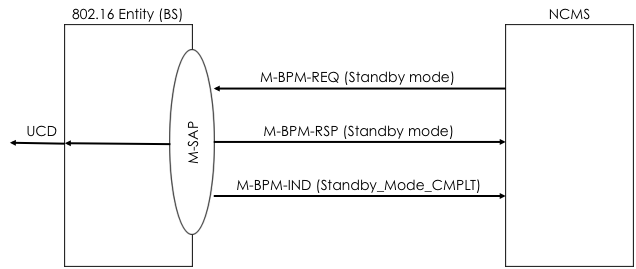 802.16 Entity (BS)
NCMS
M-BPM-REQ (Standby mode)
UCD
M-SAP
M-BPM-RSP (Standby mode)
M-BPM-IND (Standby_Mode_CMPLT)